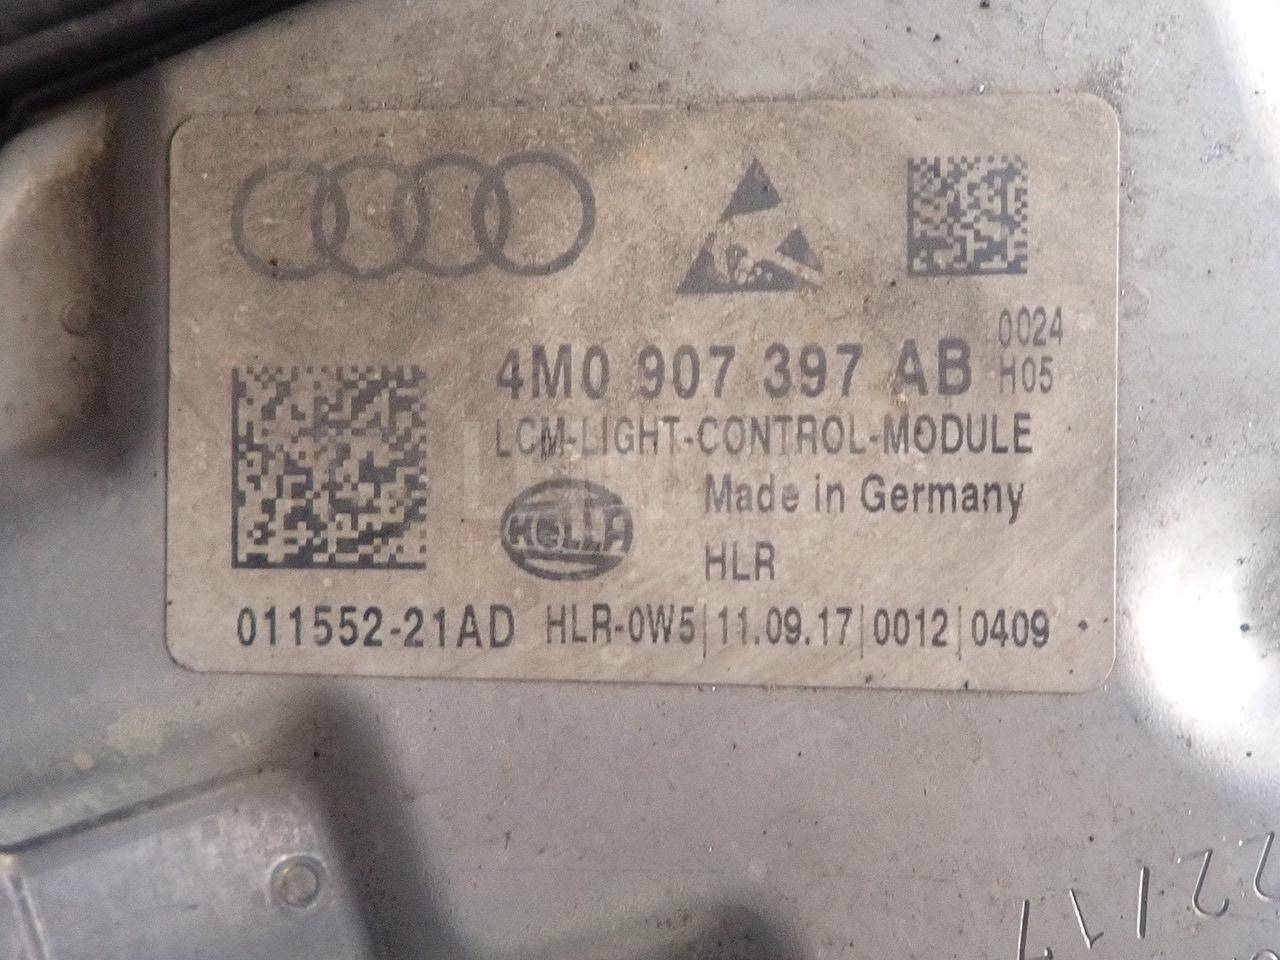 0024
4M0 907 397 AB H05
LCM-LIGHT-CONTROL-MODULE
Made in Germany
HELLA
HLR
011552-21AD HLR-0W5|11.09.17|0012|0409